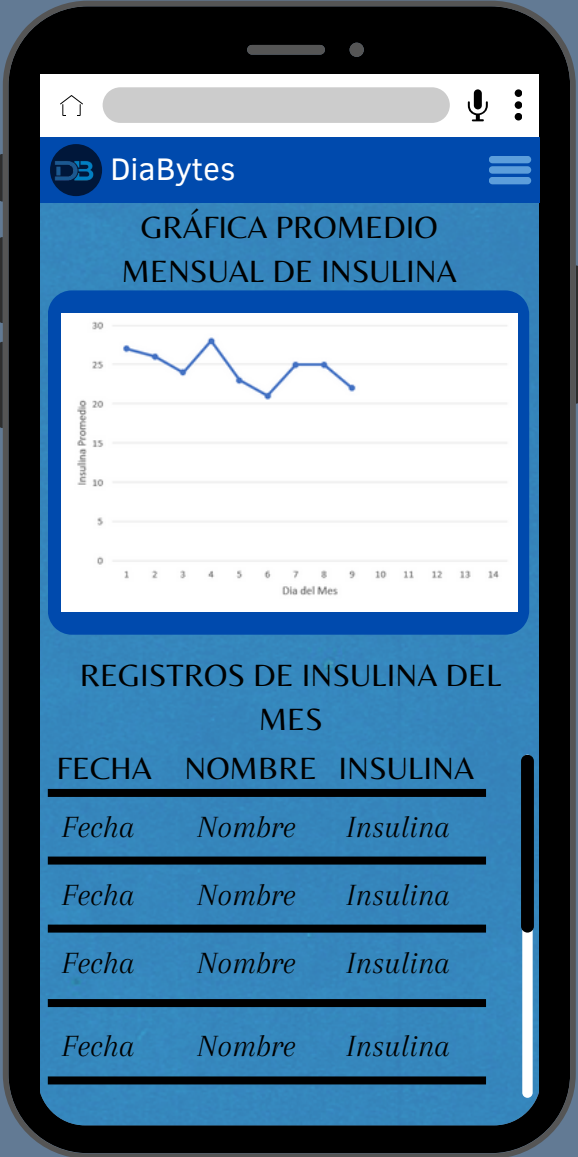 DB DiaBytes
GRÁFICA PROMEDIO
MENSUAL DE INSULINA
30
25
20
15
10
5
0
Insulina Promedio
1 2 3 4 5 6 7 8 9 10 11 12 13 14
Dia del Mes
REGISTROS DE INSULINA DEL
MES
FECHA NOMBRE INSULINA
Fecha Nombre Insulina
Fecha Nombre Insulina
Fecha Nombre Insulina
Fecha Nombre Insulina